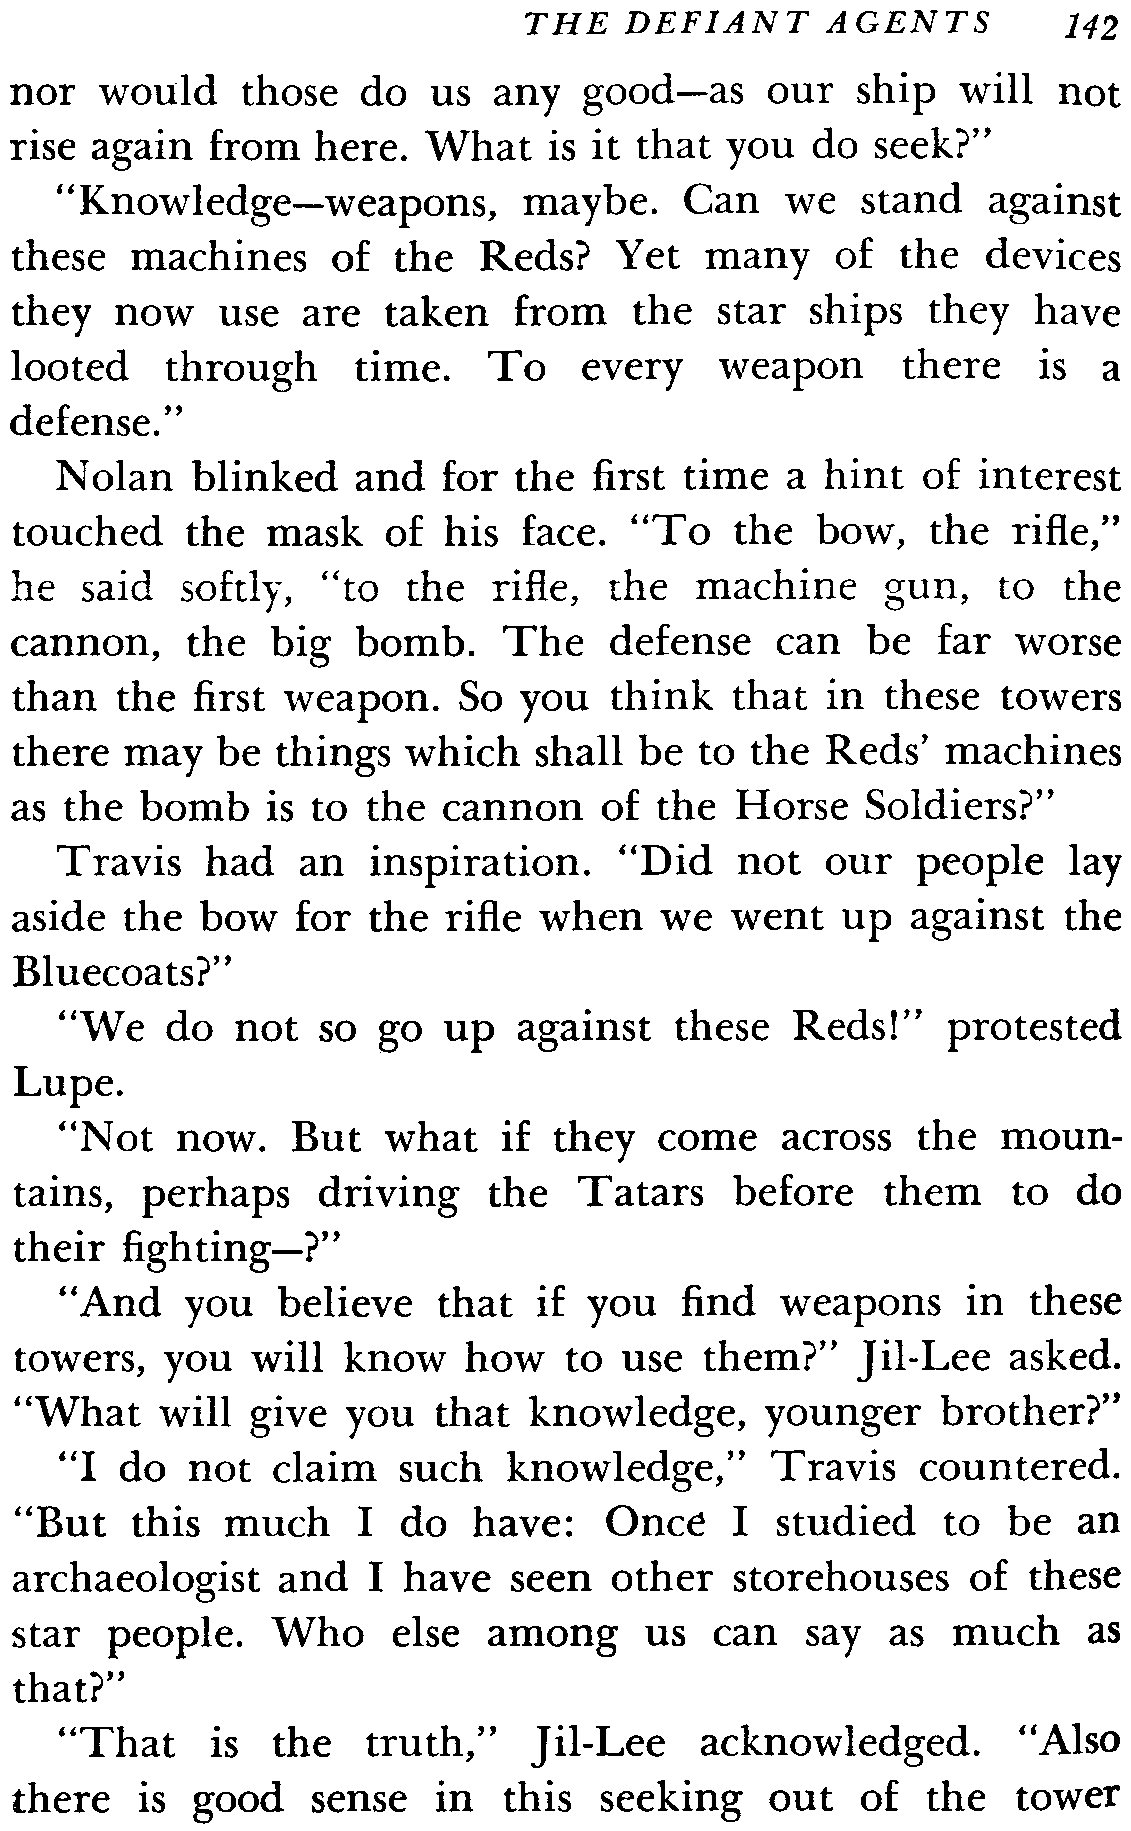 THE DEFIANT AGENTS 142
nor would those do us any good—as our ship will not
rise again from here. What is it that you do seek?"
"Knowledge—weapons, maybe. Can we stand against
these machines of the Reds? Yet many of the devices
they now use are taken from the star ships they have
looted through time. To every weapon there is a
defense."
Nolan blinked and for the first time a hint of interest
touched the mask of his face. "To the bow, the rifle,"
he said softly, "to the rifle, the machine gun, to the
cannon, the big bomb. The defense can be far worse
than the first weapon. So you think that in these towers
there may be things which shall be to the Reds' machines
as the bomb is to the cannon of the Horse Soldiers?"
Travis had an inspiration. "Did not our people lay
aside the bow for the rifle when we went up against the
Bluecoats?"
"We do not so go up against these Reds!" protested
Lupe.
"Not now. But what if they come across the moun-
tains, perhaps driving the Tatars before them to do
their fighting—?"
"And you believe that if you find weapons in these
towers, you will know how to use them?" Jil-Lee asked.
"What will give you that knowledge, younger brother?"
"I do not claim such knowledge," Travis countered.
"But this much I do have: Once I studied to be an
archaeologist and I have seen other storehouses of these
star people. Who else among us can say as much as
that?"
"That is the truth," Jil-Lee acknowledged. "Also
there is good sense in this seeking out of the tower